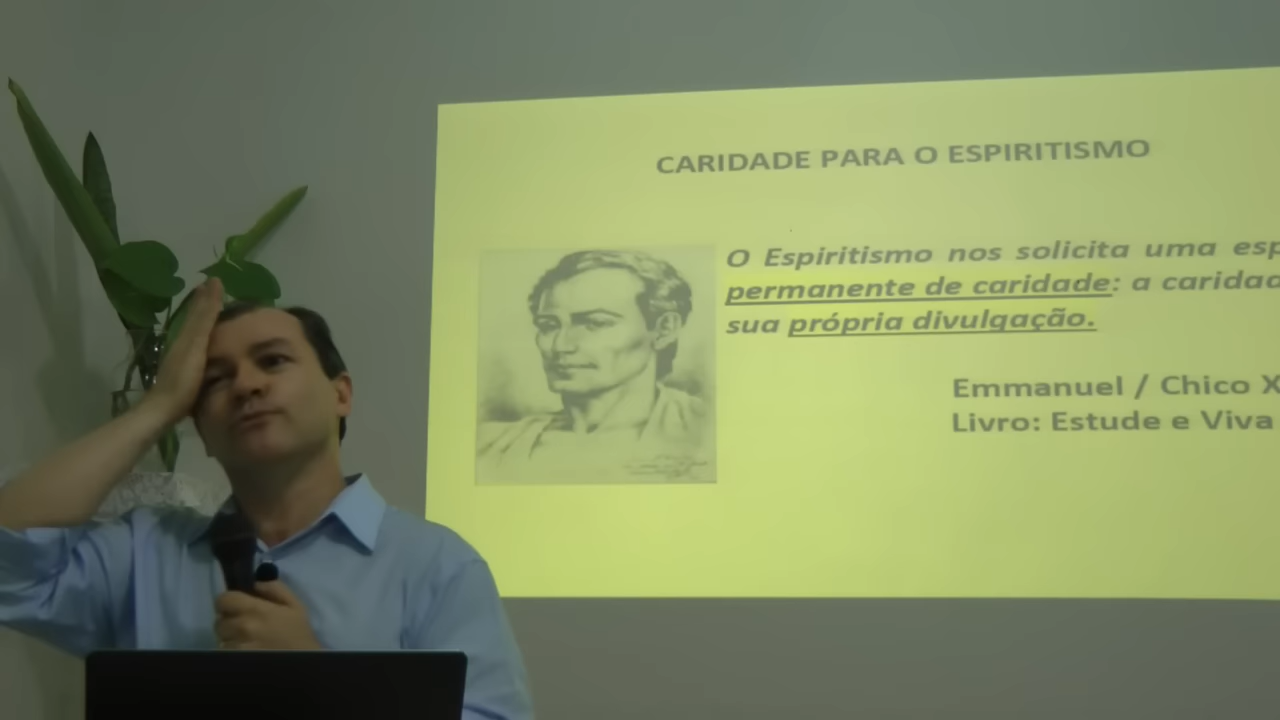 CARIDADE PARA O ESPIRITISMO
O Espiritismo nos solicita uma esp
permanente de caridade: a caridad
sua própria divulgação.
Emmanuel / Chico X
Livro: Estude e Viva